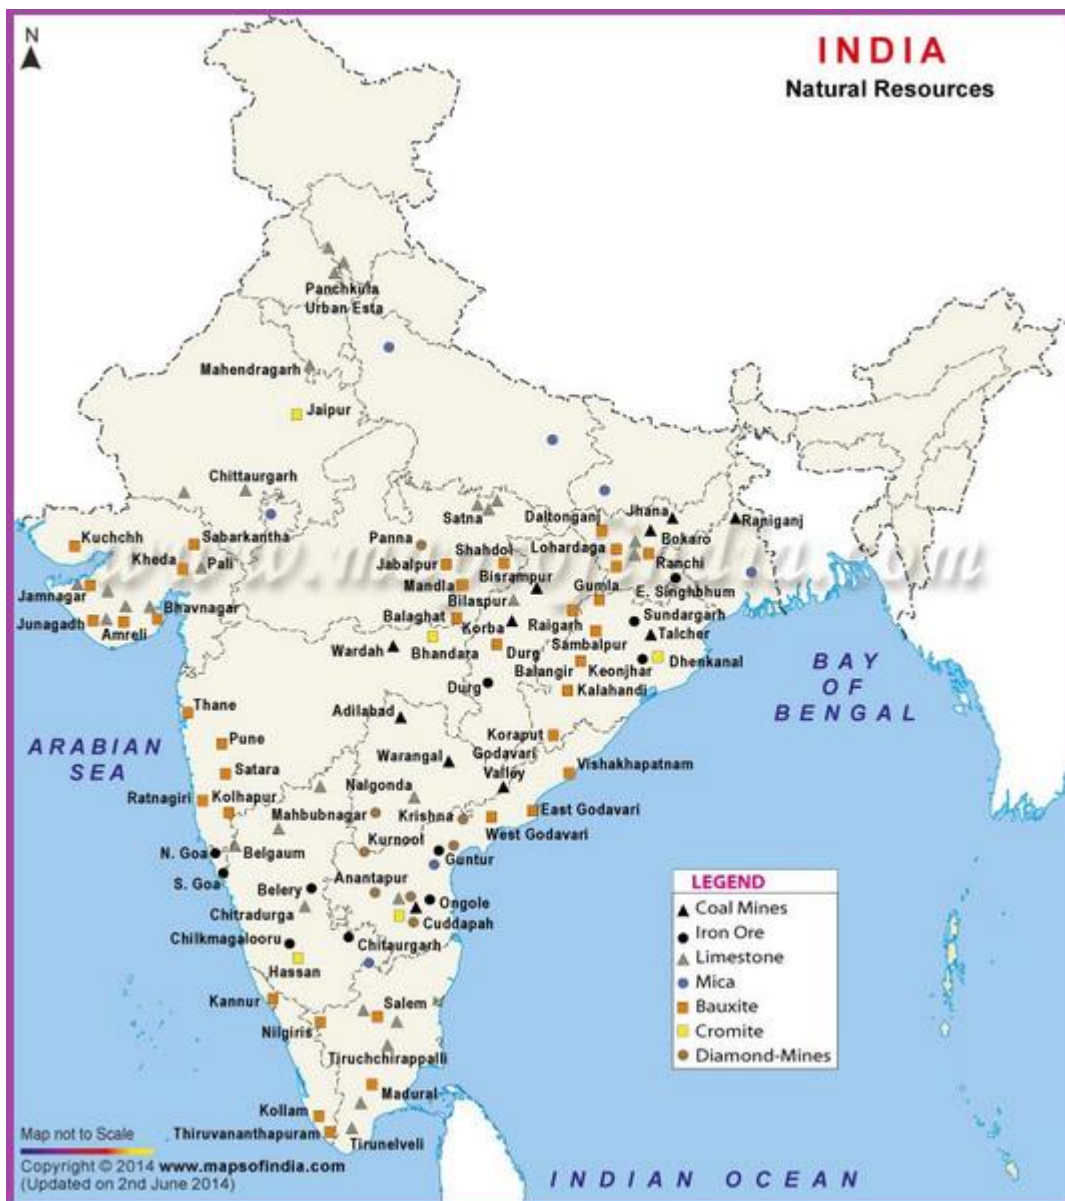 N
INDIA
Natural Resources
Panchkula
Urban Esta
Mahendragarh
Jaipur
Chittaurgarh
Satna
Daltonganj
Jhana
Raniganj
Kuchchh
Sabarkantha
Panna
Shahdol
Lohardaga
Bokaro
www.mapsofindia.com
Kheda
Pali
Jabalpur
Bisrampur
Ranchi
Jamnagar
Mandla
Gumla
E. Singhbhum
Bhavnagar
Bilaspur
Junagadh
Amreli
Balaghat
Korba
Raigarh
Sundargarh
Talcher
Wardah
Bhandara
Durg
Sambalpur
Balangir
Keonjhar
Dhenkanal
BAY
OF
BENGAL
Durg
Kalahandi
Thane
Adilabad
ARABIAN
SEA
Pune
Warangal
Koraput
Godavari
Valley
Vishakhapatnam
Satara
Ratnagiri
Kolhapur
Nalgonda
Mahbubnagar
Krishna
East Godavari
West Godavari
N. Goa
Belgaum
Kurnool
Guntur
S. Goa
Belery
Anantapur
Ongole
Chitradurga
Cuddapah
Chilkmagalooru
Chitaurgarh
Hassan
Kannur
Salem
Nilgiris
Tiruchchirappalli
Madural
Kollam
Thiruvananthapuram
Tirunelveli
LEGEND
Coal Mines
Iron Ore
Limestone
Mica
Bauxite
Cromite
Diamond-Mines
Map not to Scale
Copyright © 2014 www.mapsofindia.com
(Updated on 2nd June 2014)
INDIAN OCEAN